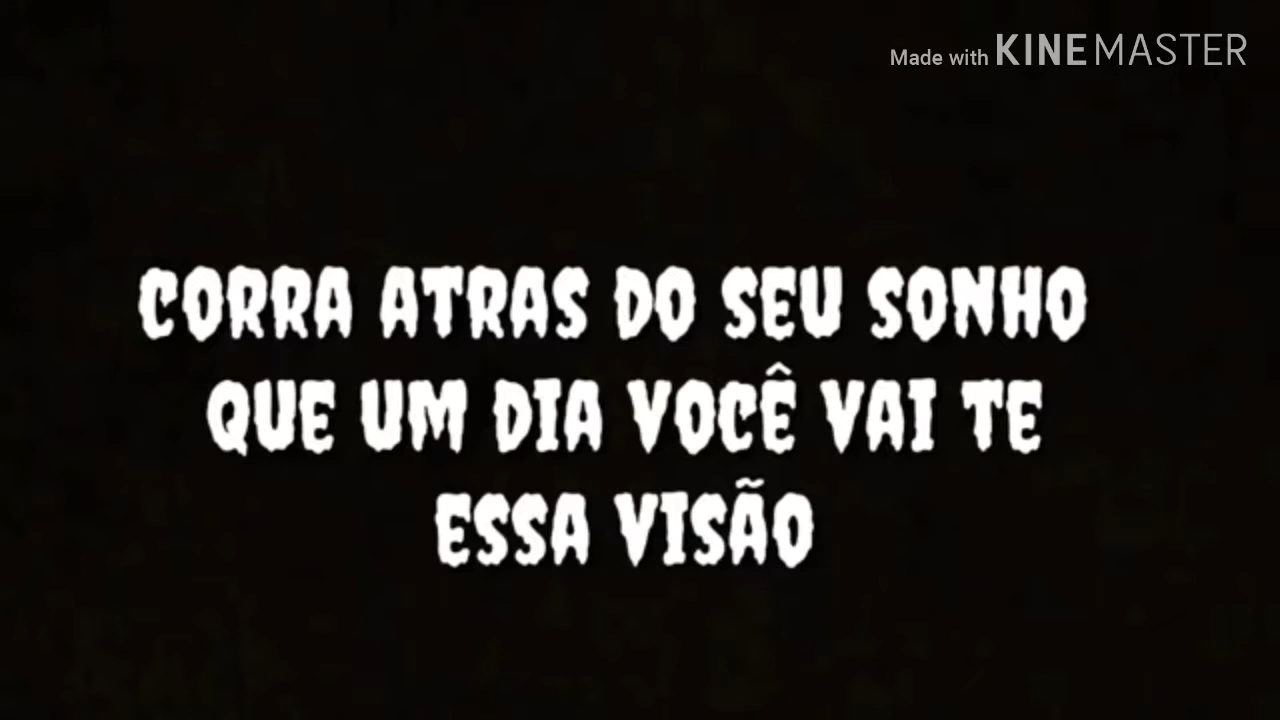 Made with KINEMASTER
CORRA ATRAS DO SEU SONHO
QUE UM DIA VOCÊ VAI TE
ESSA VISÃO